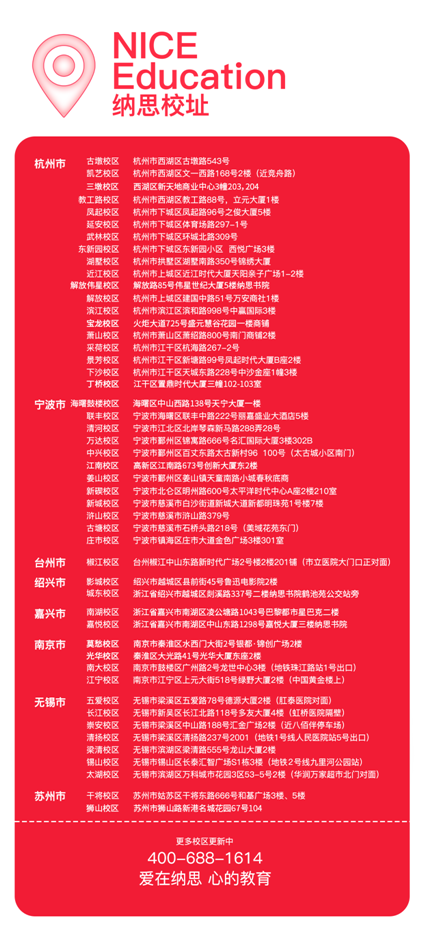 NICE
Education
纳思校址
杭州市 古墩校区 杭州市西湖区古墩路543号
凯艺校区 杭州市西湖区文一西路168号2楼（近竞舟路）
三墩校区 西湖区新天地商业中心3幢203,204
教工路校区 杭州市西湖区教工路88号，立元大厦1楼
凤起校区 杭州市下城区凤起路96号之俊大厦5楼
延安校区 杭州市下城区体育场路297-1号
武林校区 杭州市下城区环城北路309号
东新园校区 杭州市下城区东新园小区 西悦广场3楼
湖墅校区 杭州市拱墅区湖墅南路350号锦绣大厦
近江校区 杭州市上城区近江时代大厦天阳亲子广场1-2楼
解放伟星校区 解放路85号伟星世纪大厦5楼纳思书院
解放校区 杭州市上城区建国中路51号万安商社1楼
滨江校区 杭州市滨江区滨和路998号中赢国际3楼
宝龙校区 火炬大道725号盛元慧谷花园一楼商铺
萧山校区 杭州市萧山区萧绍路800号南门商铺2楼
采荷校区 杭州市江干区杭海路267-2号
景芳校区 杭州市江干区新塘路99号凤起时代大厦B座2楼
下沙校区 杭州市江干区天城东路228号中沙金座1幢3楼
丁桥校区 江干区置鼎时代大厦三幢102-103室
宁波市 海曙鼓楼校区 海曙区中山西路138号天宁大厦一楼
联丰校区 宁波市海曙区联丰中路222号丽嘉盛业大酒店5楼
清河校区 宁波市江北区北岸琴森新马路288弄28号
万达校区 宁波市鄞州区锦寓路666号名汇国际大厦3楼302B
中兴校区 宁波市鄞州区百丈东路太古新村96 100号（太古城小区南门）
江南校区 高新区江南路673号创新大厦东2楼
姜山校区 宁波市鄞州区姜山镇天童南路小城春秋底商
新碶校区 宁波市北仑区明州路600号太平洋时代中心A座2楼210室
新城校区 宁波市慈溪市白沙街道新城大道新都明珠苑1号楼7楼
浒山校区 宁波市慈溪市浒山路379号
古塘校区 宁波市慈溪市石桥头路218号（美域花苑东门）
庄市校区 宁波市镇海区庄市大道金色广场3楼301室
台州市 椒江校区 台州椒江中山东路新时代广场2号楼2楼201铺（市立医院大门口正对面）
绍兴市 影城校区 绍兴市越城区县前街45号鲁迅电影院2楼
城东校区 浙江省绍兴市越城区则溪路337号二楼纳思书院鹤池苑公交站旁
嘉兴市 南湖校区 浙江省嘉兴市南湖区凌公塘路1043号巴黎都市星巴克二楼
嘉悦校区 浙江省嘉兴市南湖区中山东路1298号嘉悦大厦三楼纳思书院
南京市 莫愁校区 南京市秦淮区水西门大街2号银都·锦创广场2楼
光华校区 秦淮区大光路41号光华大厦东座2楼
南大校区 南京市鼓楼区广州路2号龙世中心3楼（地铁珠江路站1号出口）
江宁校区 南京市江宁区上元大街518号绿野大厦2楼（中国黄金楼上）
无锡市 五爱校区 无锡市梁溪区五爱路78号德源大厦2楼（肛泰医院对面）
长江校区 无锡市新吴区长江北路118号多友大厦4楼（虹桥医院隔壁）
崇安校区 无锡市梁溪区中山路188号汇金广场2楼（近八佰伴停车场）
清扬校区 无锡市梁溪区清扬路237号2001（地铁1号线人民医院站5号出口）
梁清校区 无锡市滨湖区梁清路555号龙山大厦2楼
锡山校区 无锡市锡山区长泰汇智广场S1栋3楼（地铁2号线九里河公园站）
太湖校区 无锡市滨湖区万科城市花园3区53-5号2楼（华润万家超市北门对面）
苏州市 干将校区 苏州市姑苏区干将东路666号和基广场3楼、5楼
狮山校区 苏州市狮山路新港名城花园67号104
更多校区更新中
400-688-1614
爱在纳思 心的教育